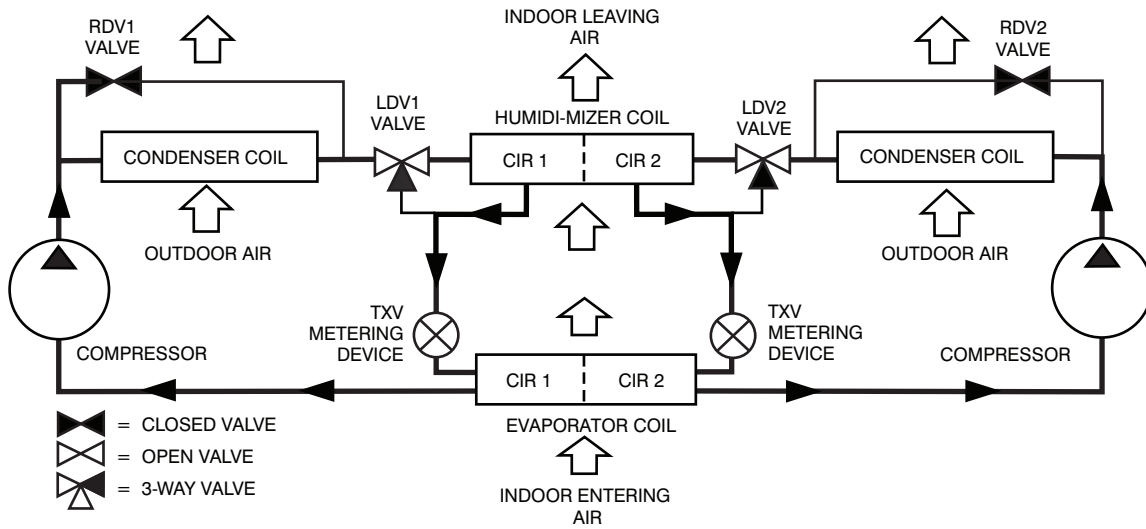 INDOOR LEAVING
AIR
RDV1
VALVE
RDV2
VALVE
LDV1
VALVE
HUMIDI-MIZER COIL
LDV2
VALVE
CONDENSER COIL
CIR 1
CIR 2
CONDENSER COIL
OUTDOOR AIR
OUTDOOR AIR
TXV
METERING
DEVICE
TXV
METERING
DEVICE
COMPRESSOR
COMPRESSOR
CIR 1
CIR 2
EVAPORATOR COIL
= CLOSED VALVE
= OPEN VALVE
= 3-WAY VALVE
INDOOR ENTERING
AIR